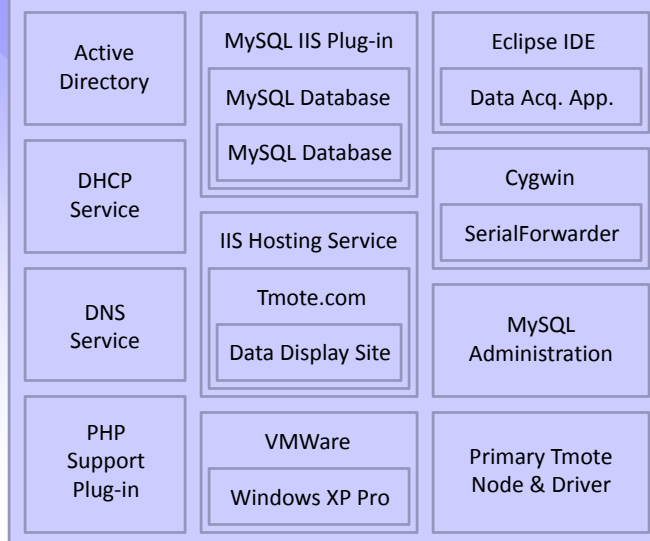 Active
Directory
DHCP
Service
DNS
Service
PHP
Support
Plug-in
MySQL IIS Plug-in
MySQL Database
MySQL Database
IIS Hosting Service
Tmote.com
Data Display Site
VMWare
Windows XP Pro
Eclipse IDE
Data Acq. App.
Cygwin
SerialForwarder
MySQL
Administration
Primary Tmote
Node & Driver